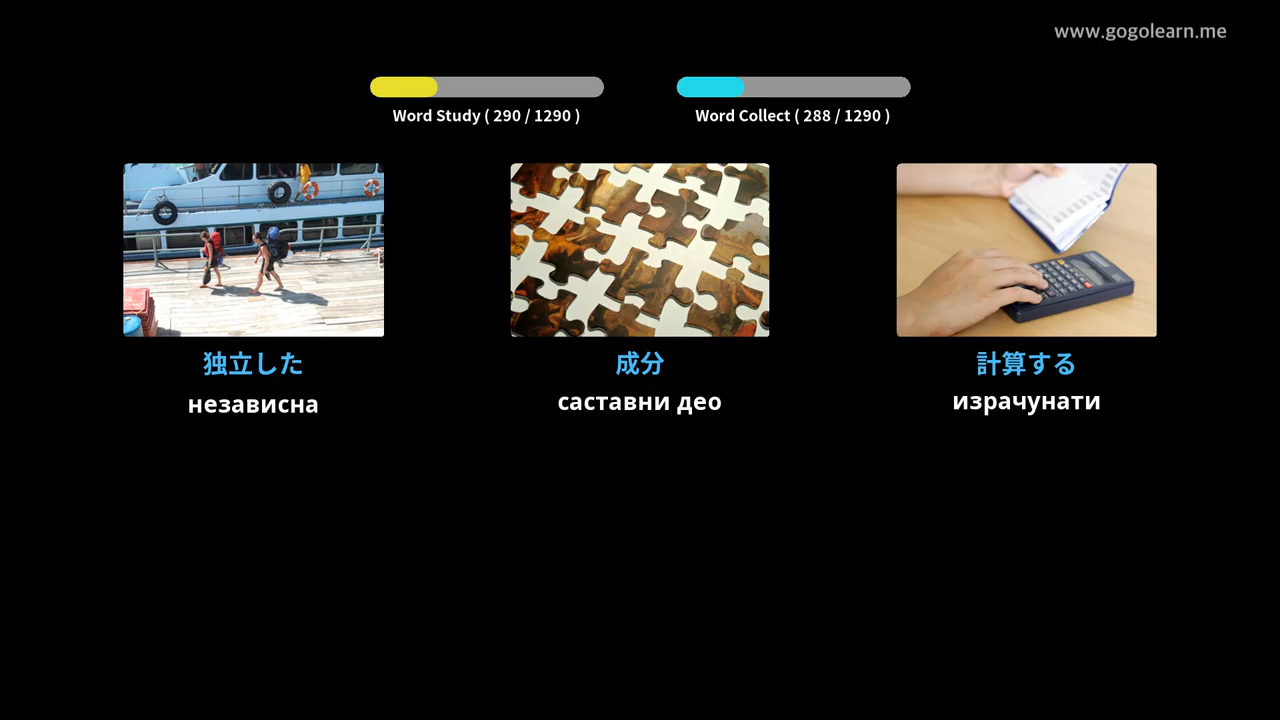 www.gogolearn.me
Word Study ( 290 / 1290 )
Word Collect ( 288 / 1290 )
独立した
成分
計算する
независна
саставни део
израчунати